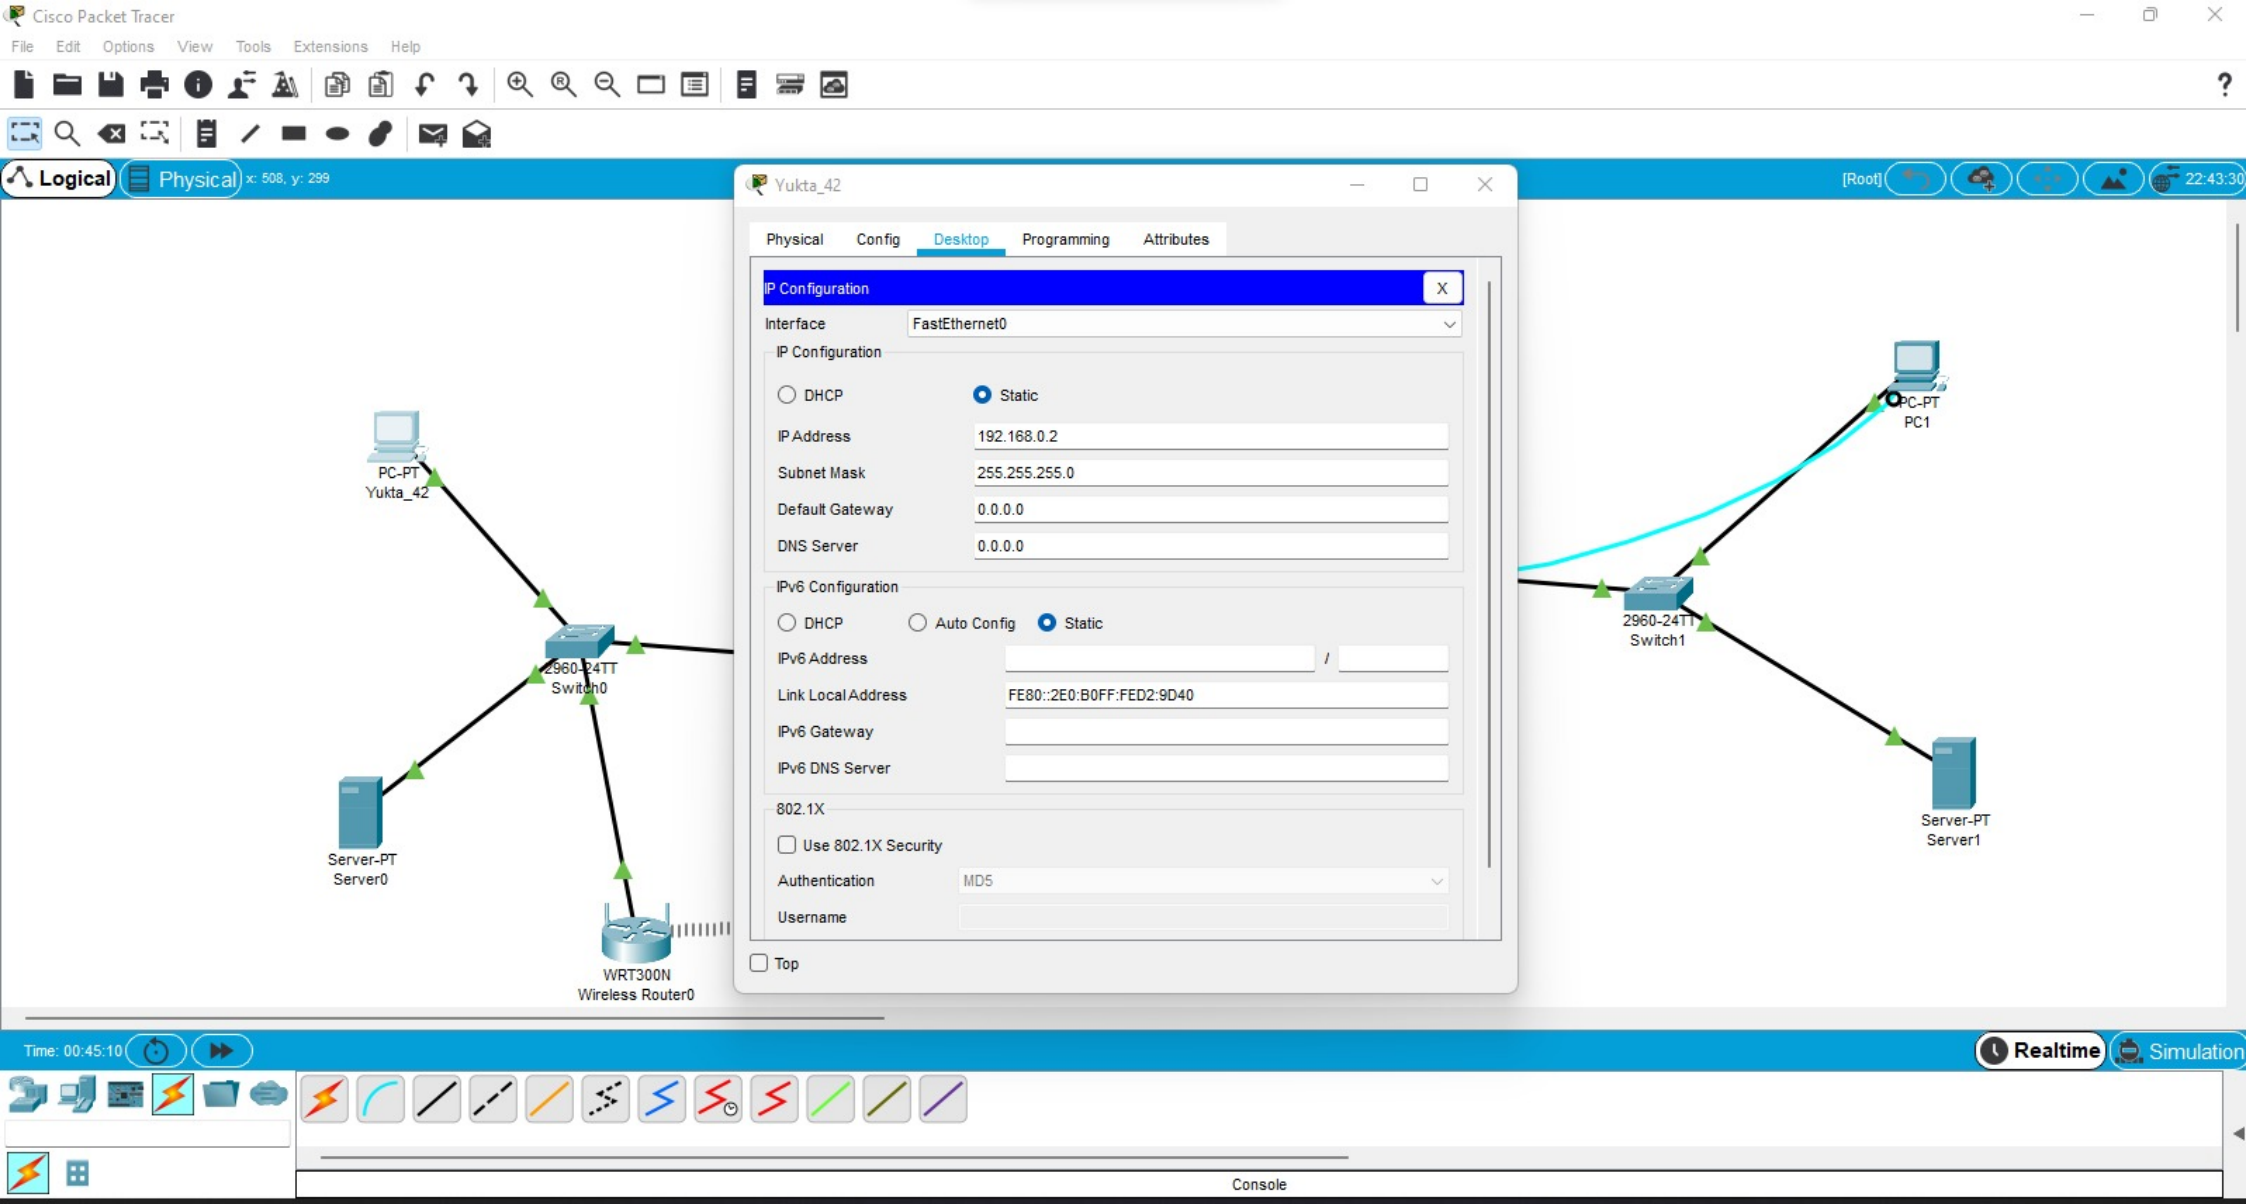 Cisco Packet Tracer
File Edit Options View Tools Extensions Help
?
Logical Physical x: 508, y: 299
[Root] 22:43:30
Yukta_42
Physical Config Desktop Programming Attributes
IP Configuration X
Interface FastEthernet0
IP Configuration
DHCP Static
IP Address 192.168.0.2
Subnet Mask 255.255.255.0
Default Gateway 0.0.0.0
DNS Server 0.0.0.0
IPv6 Configuration
DHCP Auto Config Static
IPv6 Address /
Link Local Address FE80::2E0:B0FF:FED2:9D40
IPv6 Gateway
IPv6 DNS Server
802.1X
Use 802.1X Security
Authentication MD5
Username
Top
PC-PT
Yukta_42
2960-24TT
Switch0
Server-PT
Server0
WRT300N
Wireless Router0
PC-PT
PC1
2960-24TT
Switch1
Server-PT
Server1
Time: 00:45:10
Realtime Simulation
Console